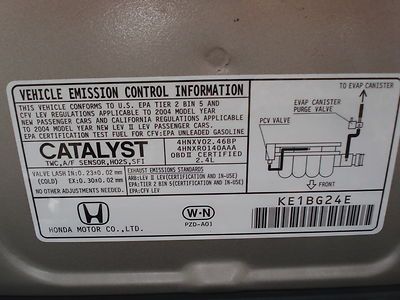 VEHICLE EMISSION CONTROL INFORMATION
THIS VEHICLE CONFORMS TO U.S. EPA TIER 2 BIN 5 AND
CFV LEV REGULATIONS APPLICABLE TO 2004 MODEL YEAR
NEW PASSENGER CARS AND CALIFORNIA REGULATIONS APPLICABLE
TO 2004 MODEL YEAR NEW LEV II LEV PASSENGER CARS.
EPA CERTIFICATION TEST FUEL FOR CFV-EPA UNLEADED GASOLINE
CATALYST
TWC, A/F SENSOR, HO2S, SFI
4HNXV02.46BP
4HNXR0140AAA
OBD II CERTIFIED
2.4L
VALVE LASH IN:0.23±0.02 mm
(COLD) EX:0.30±0.02 mm
NO OTHER ADJUSTMENTS NEEDED.
EXHAUST EMISSIONS STANDARDS
ARB:LEV II LEV(CERTIFICATION AND IN-USE)
EPA:TIER 2 BIN 5(CERTIFICATION AND IN-USE)
EPA:CFV LEV
HONDA MOTOR CO.,LTD.
W·N
PZD-A01
TO EVAP CANISTER
EVAP CANISTER
PURGE VALVE
PCV VALVE
KE1BG24E